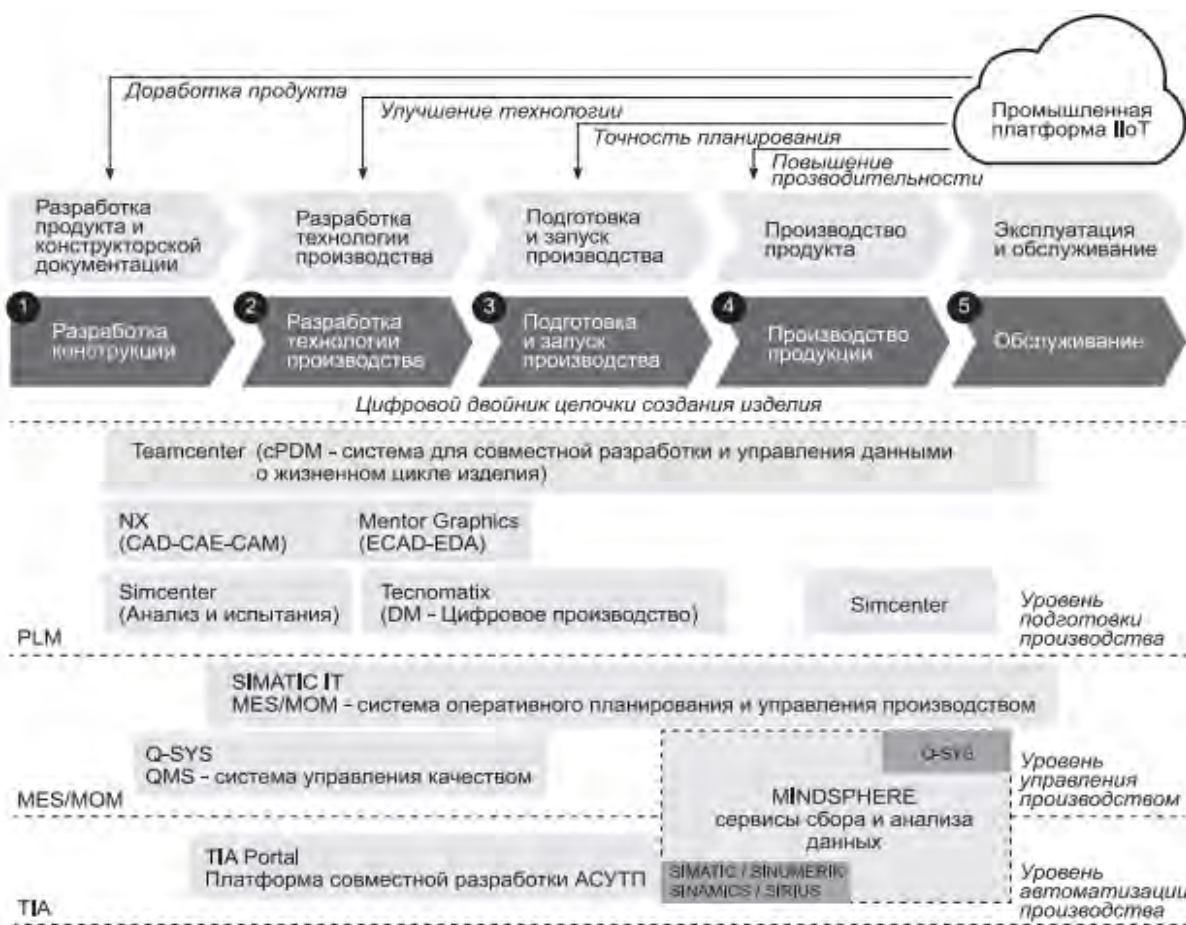 Доработка продукта
Улучшение технологии
Точность планирования
Повышение
прозводительности
Промышленная
платформа IIoT
Разработка
продукта и
конструкторской
документации
Разработка
технологии
производства
Подготовка
и запуск
производства
Производство
продукта
Эксплуатация
и обслуживание
1
Разработка
конструкции
2
Разработка
технологии
производства
3
Подготовка
и запуск
производства
4
Производство
продукции
5
Обслуживание
Цифровой двойник цепочки создания изделия
Teamcenter (cPDM - система для совместной разработки и управления данными
о жизненном цикле изделия)
NX
(CAD-CAE-CAM)
Mentor Graphics
(ECAD-EDA)
Simcenter
(Анализ и испытания)
Tecnomatix
(DM - Цифровое производство)
Simcenter
Уровень
подготовки
производства
PLM
SIMATIC IT
MES/MOM - система оперативного планирования и управления производством
Q-SYS
QMS - система управления качеством
Q-SYS
MINDSPHERE
сервисы сбора и анализа
данных
Уровень
управления
производством
MES/MOM
TIA Portal
Платформа совместной разработки АСУТП
SIMATIC / SINUMERIK
SINAMICS / SIRIUS
Уровень
автоматизации
производства
TIA